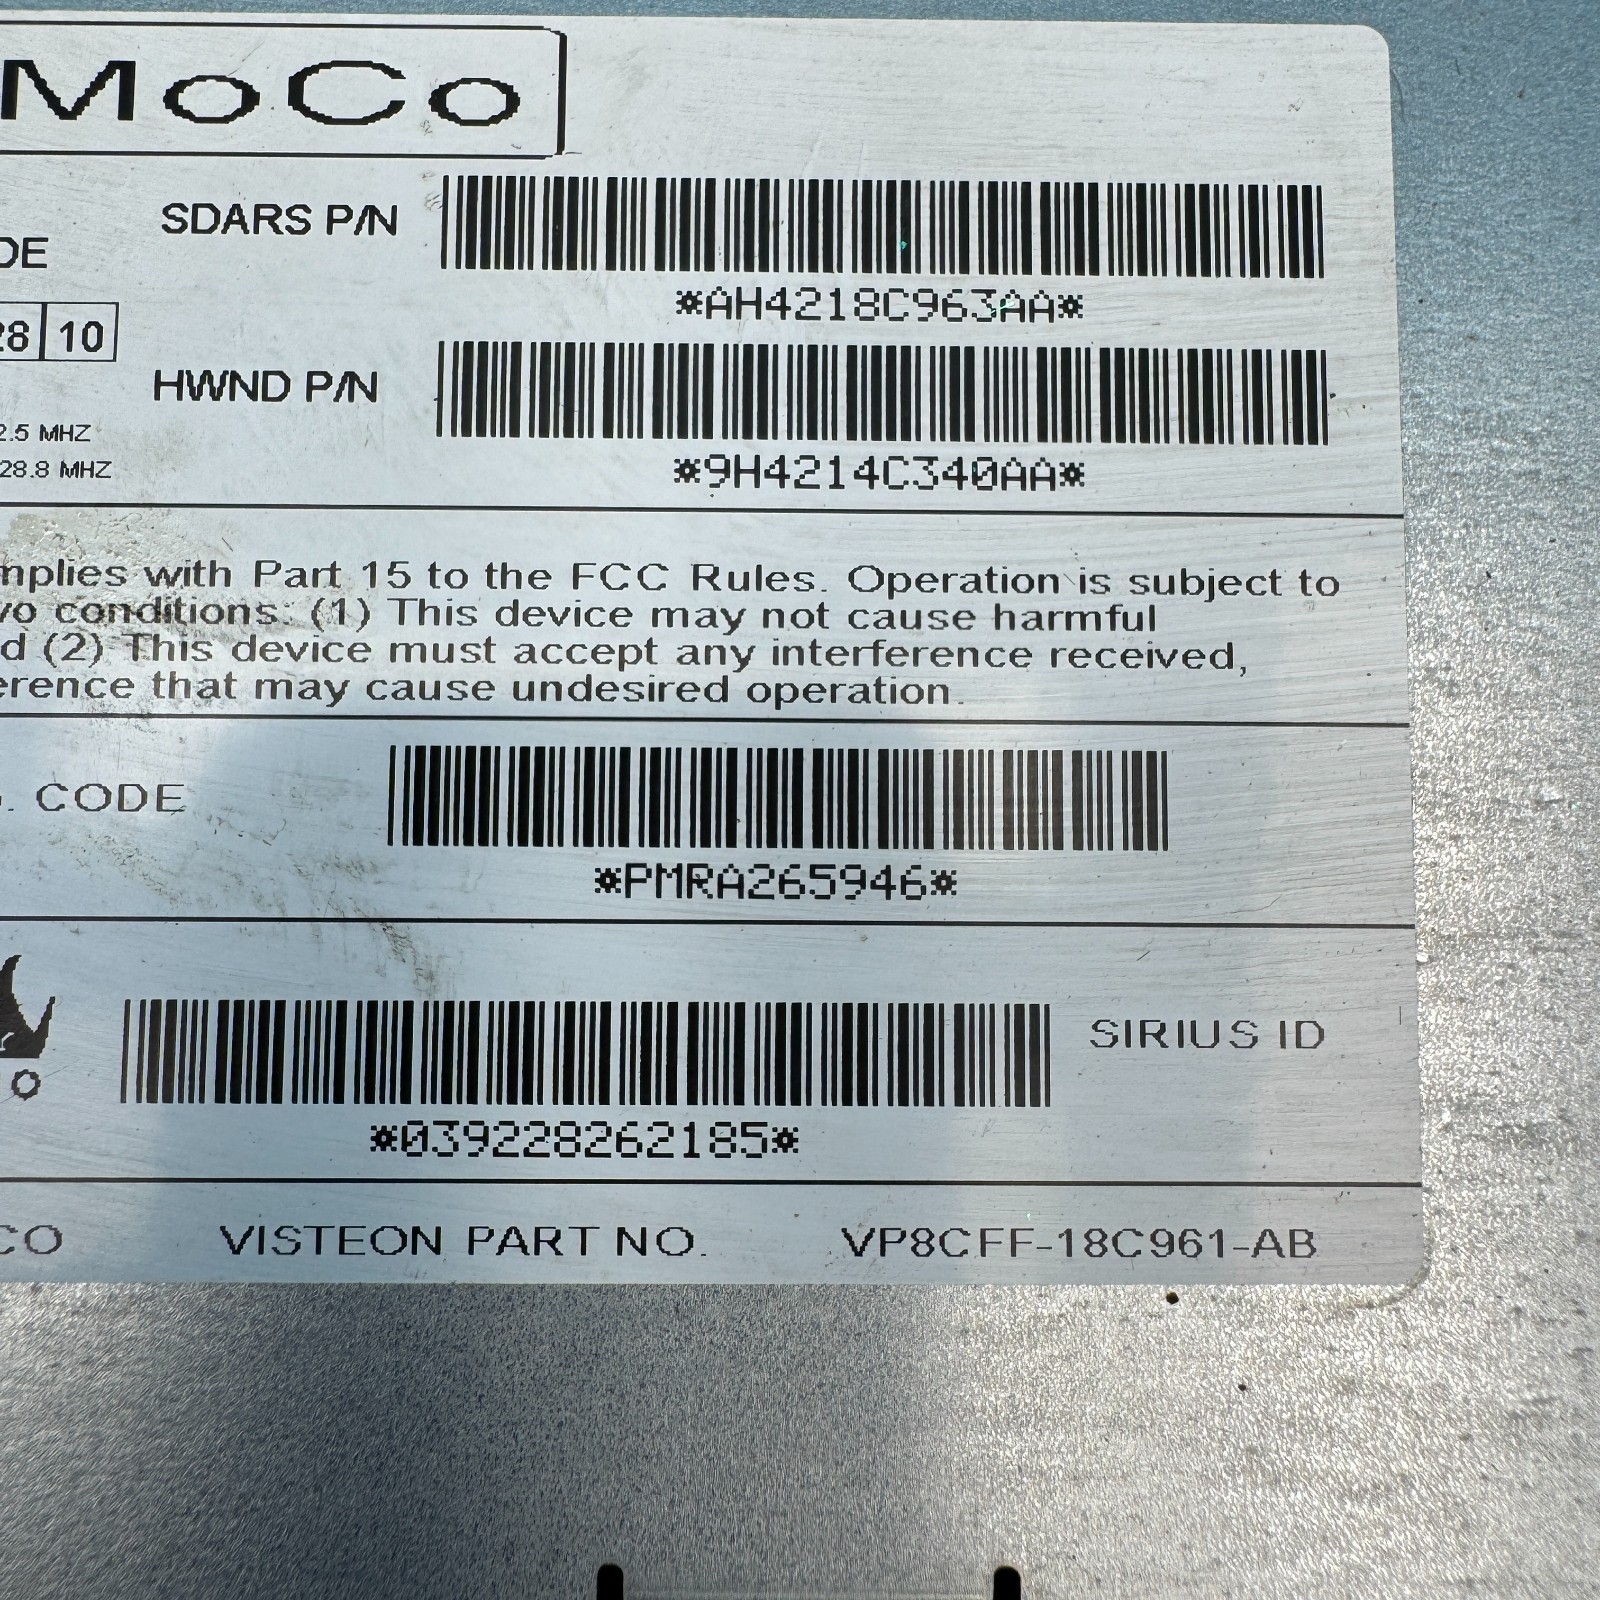 MoCo
SDARS P/N
DE
*AH4218C963AA*
28 10
HWND P/N
2.5 MHZ
28.8 MHZ
*9H4214C340AA*
mplies with Part 15 to the FCC Rules. Operation is subject to
vo conditions: (1) This device may not cause harmful
d (2) This device must accept any interference received,
erence that may cause undesired operation.
. CODE
*PMRA265946*
SIRIUS ID
O
*039228262185*
CO VISTEON PART NO. VP8CFF-18C961-AB